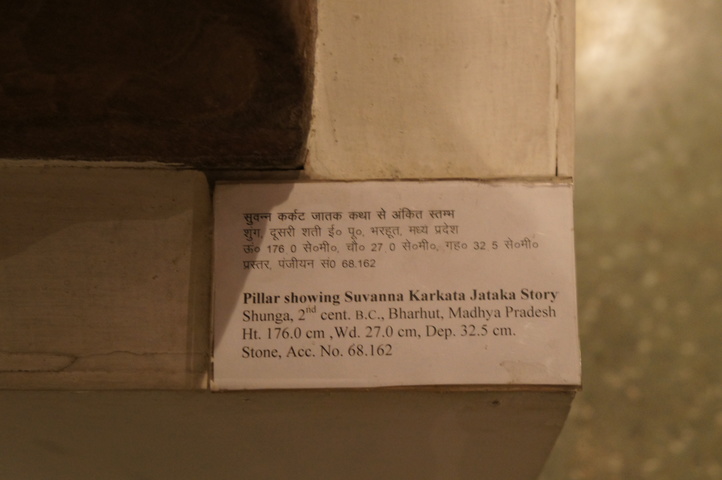 सुवन्न कर्कट जातक कथा से अंकित स्तम्भ
शुंग, दूसरी शती ई० पू०, भरहूत, मध्य प्रदेश
ऊ० 176 0 से०मी०, चौ० 27 0 से०मी०, गह० 32 5 से०मी०
प्रस्तर, पंजीयन सं0 68.162
Pillar showing Suvanna Karkata Jataka Story
Shunga, 2nd cent. B.C., Bharhut, Madhya Pradesh
Ht. 176.0 cm ,Wd. 27.0 cm, Dep. 32.5 cm.
Stone, Acc. No. 68.162